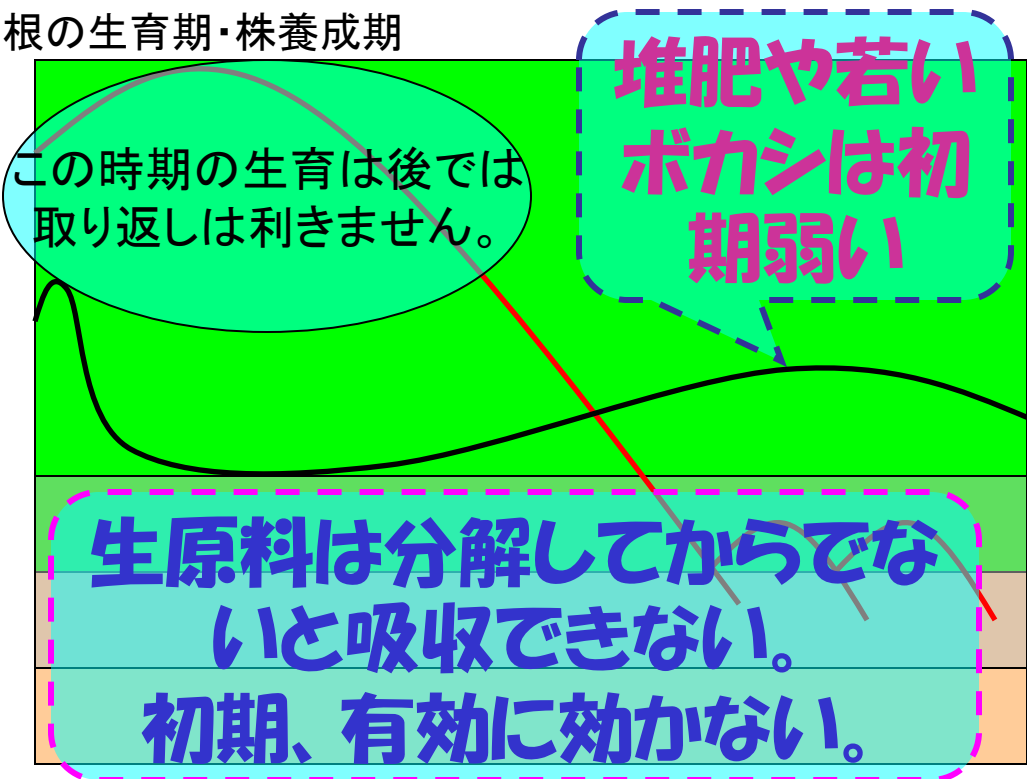 根の生育期・株養成期
堆肥や若い
ボカシは初
期弱い
この時期の生育は後では
取り返しは利きません。
生原料は分解してからでな
いと吸収できない。
初期、有効に効かない。